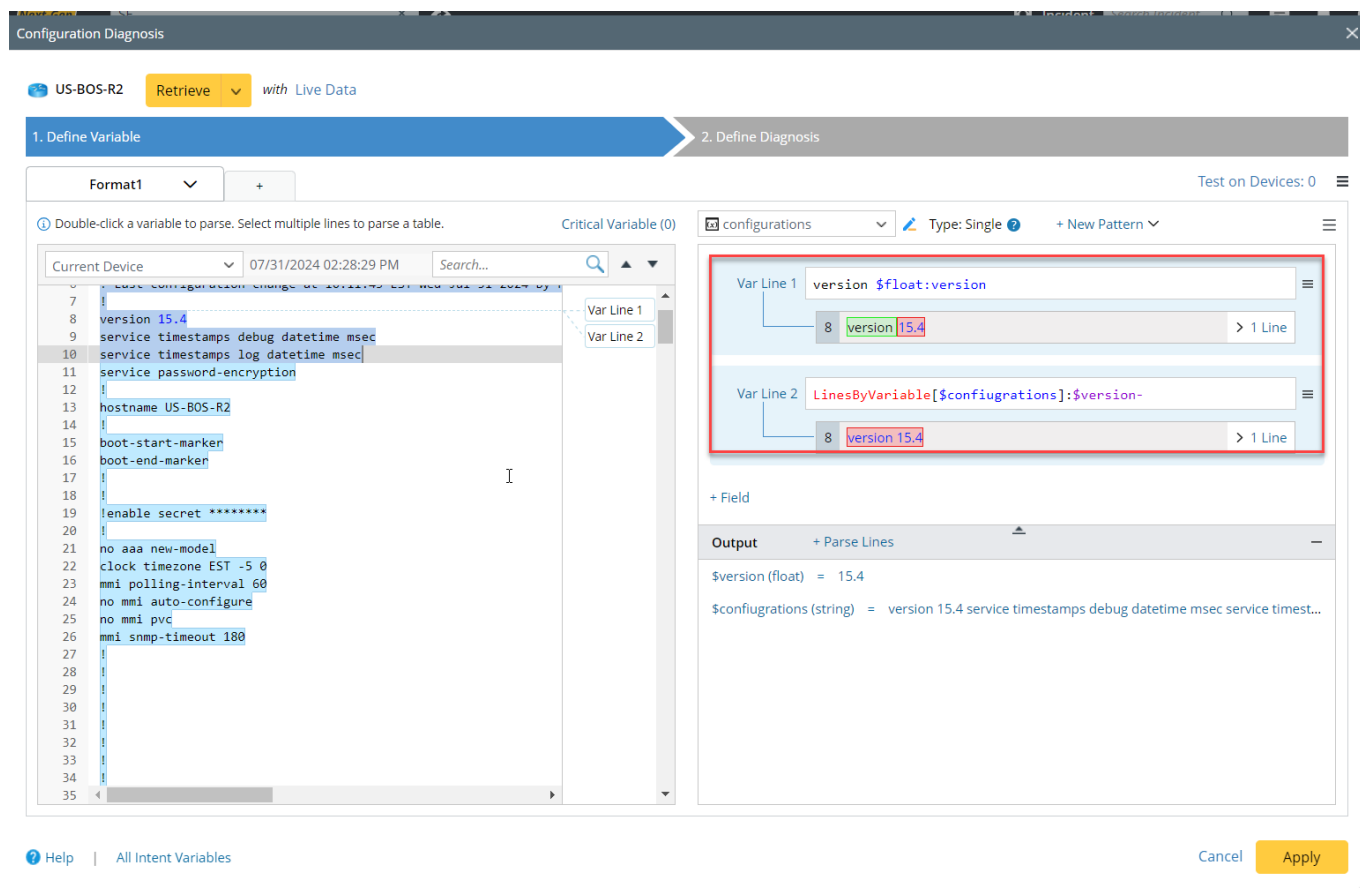 Incident
Configuration Diagnosis
US-BOS-R2 Retrieve with Live Data
1. Define Variable 2. Define Diagnosis
Format1 + Test on Devices: 0
Double-click a variable to parse. Select multiple lines to parse a table. Critical Variable (0)
configurations Type: Single ? + New Pattern
Current Device 07/31/2024 02:28:29 PM Search...
7 !
8 version 15.4
9 service timestamps debug datetime msec
10 service timestamps log datetime msec
11 service password-encryption
12 !
13 hostname US-BOS-R2
14 !
15 boot-start-marker
16 boot-end-marker
17 !
18 !
19 !enable secret ********
20 !
21 no aaa new-model
22 clock timezone EST -5 0
23 mmi polling-interval 60
24 no mmi auto-configure
25 no mmi pvc
26 mmi snmp-timeout 180
27 !
28 !
29 !
30 !
31 !
32 !
33 !
34 !
35
Var Line 1
Var Line 2
Var Line 1 version $float:version
8 version 15.4 > 1 Line
Var Line 2 LinesByVariable[$confiugrations]:$version-
8 version 15.4 > 1 Line
+ Field
Output + Parse Lines
$version (float) = 15.4
$confiugrations (string) = version 15.4 service timestamps debug datetime msec service timest...
? Help | All Intent Variables
Cancel Apply